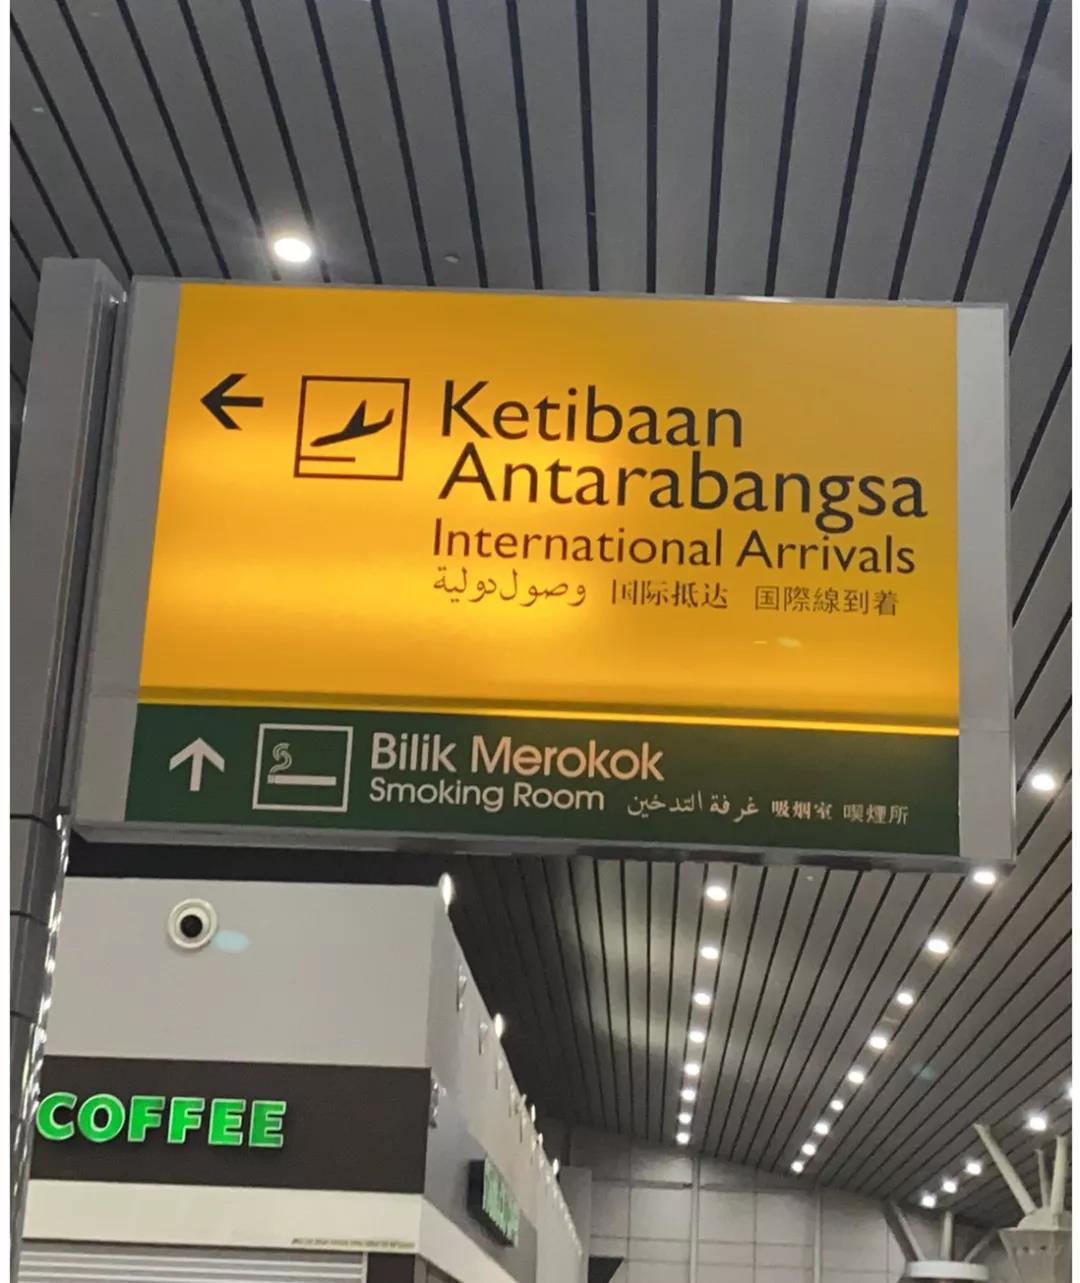 Ketibaan
Antarabangsa
International Arrivals
وصول دولية 国际抵达 国際線到着
Bilik Merokok
Smoking Room غرفة التدخين 吸烟室 喫煙所
COFFEE